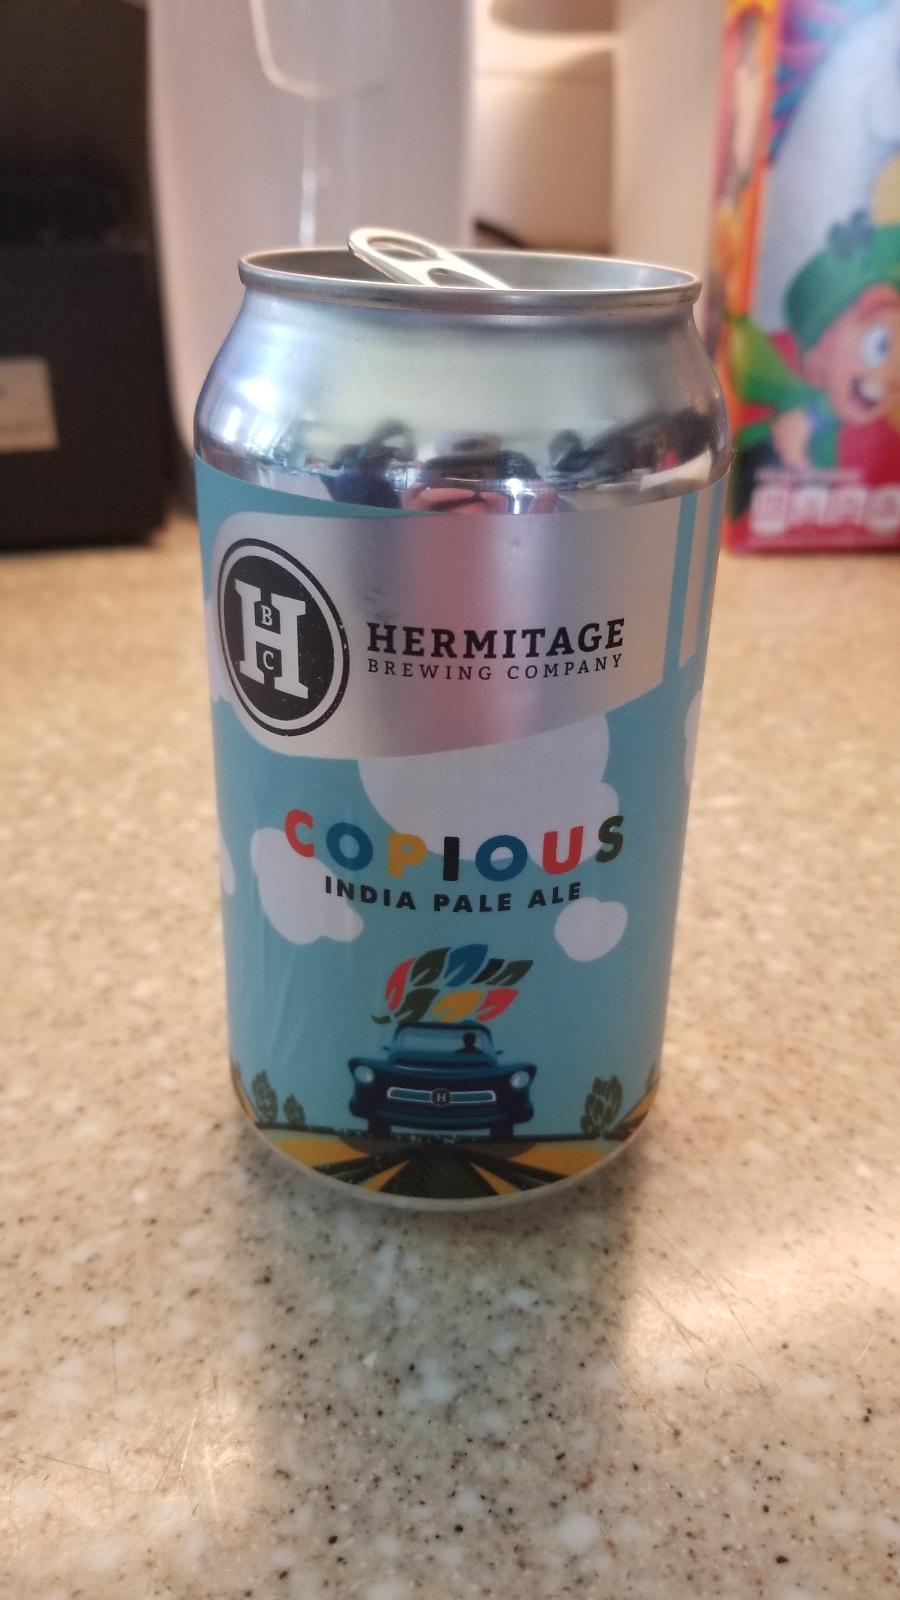 H
B
C
HERMITAGE
BREWING COMPANY
COPIOUS
INDIA PALE ALE
H